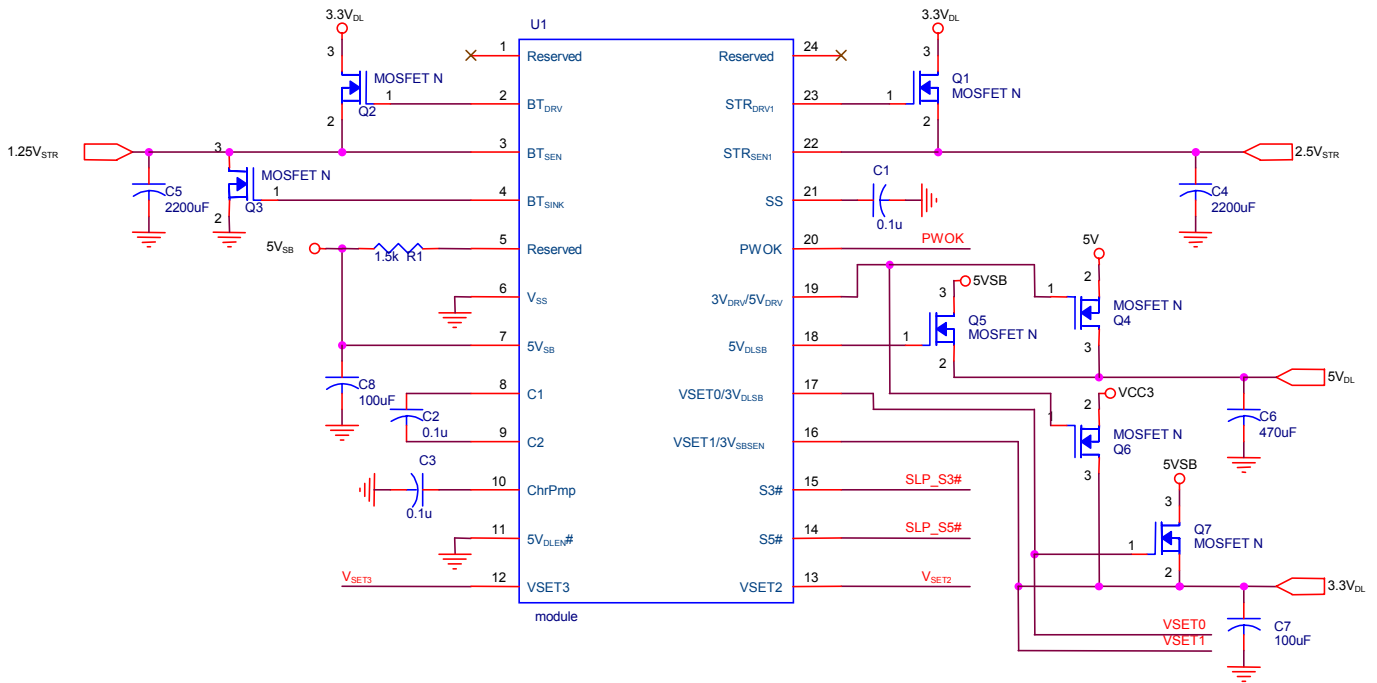 3.3VDL
3
MOSFET N
1
Q2
2
1.25VSTR
C5
2200uF
3
MOSFET N
1
Q3
2
5VSB
1.5k R1
C8
100uF
C2
0.1u
C3
0.1u
VSET3
U1
1 Reserved
2 BTDRV
3 BTSEN
4 BTSINK
5 Reserved
6 VSS
7 5VSB
8 C1
9 C2
10 ChrPmp
11 5VDLEN#
12 VSET3
module
Reserved 24
STRDRV1 23
STRSEN1 22
SS 21
PWOK 20
3VDRV/5VDRV 19
5VDLSB 18
VSET0/3VDLSB 17
VSET1/3VSBSEN 16
S3# 15
S5# 14
VSET2 13
3.3VDL
3
1
Q1
MOSFET N
2
2.5VSTR
C4
2200uF
C1
0.1u
PWOK
5V
2
1
MOSFET N
Q4
3
5VSB
3
Q5
MOSFET N
1
2
5VDL
C6
470uF
VCC3
2
1
MOSFET N
Q6
3
5VSB
3
Q7
MOSFET N
1
2
SLP_S3#
SLP_S5#
VSET2
3.3VDL
VSET0
VSET1
C7
100uF